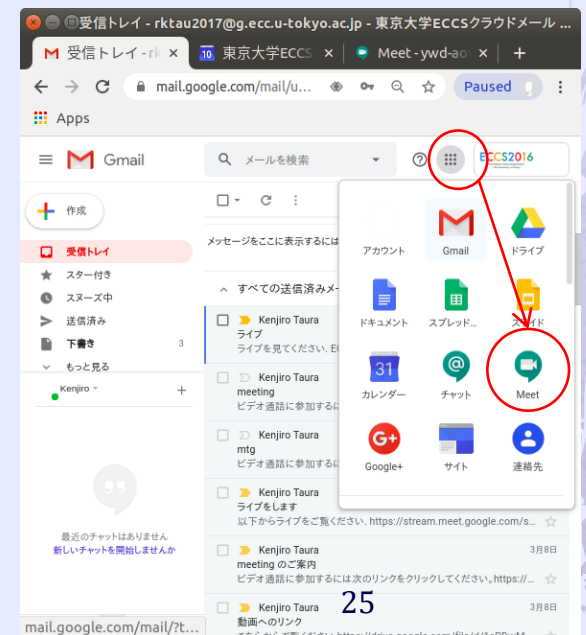 受信トレイ - rktau2017@g.ecc.u-tokyo.ac.jp - 東京大学ECCSクラウドメール ...
受信トレイ - rk
東京大学ECCS
Meet - ywd-ao
mail.google.com/mail/u...
Paused
Apps
Gmail
メールを検索
ECCS2016
作成
受信トレイ
スター付き
スヌーズ中
送信済み
下書き 3
もっと見る
Kenjiro
最近のチャットはありません
新しいチャットを開始しませんか
メッセージをここに表示するには
すべての送信済みメー
Kenjiro Taura
ライブ
ライブを見てください. EC
Kenjiro Taura
meeting
ビデオ通話に参加するに
Kenjiro Taura
mtg
ビデオ通話に参加するに
Kenjiro Taura
ライブをします
以下からライブをご覧ください. https://stream.meet.google.com/s...
Kenjiro Taura 3月8日
meeting のご案内
ビデオ通話に参加するには次のリンクをクリックしてください。https://...
Kenjiro Taura 3月8日
動画へのリンク
アカウント
Gmail
ドライブ
ドキュメント
スプレッド...
スライド
31
カレンダー
チャット
Meet
G+
Google+
サイト
連絡先
25
mail.google.com/mail/?t...